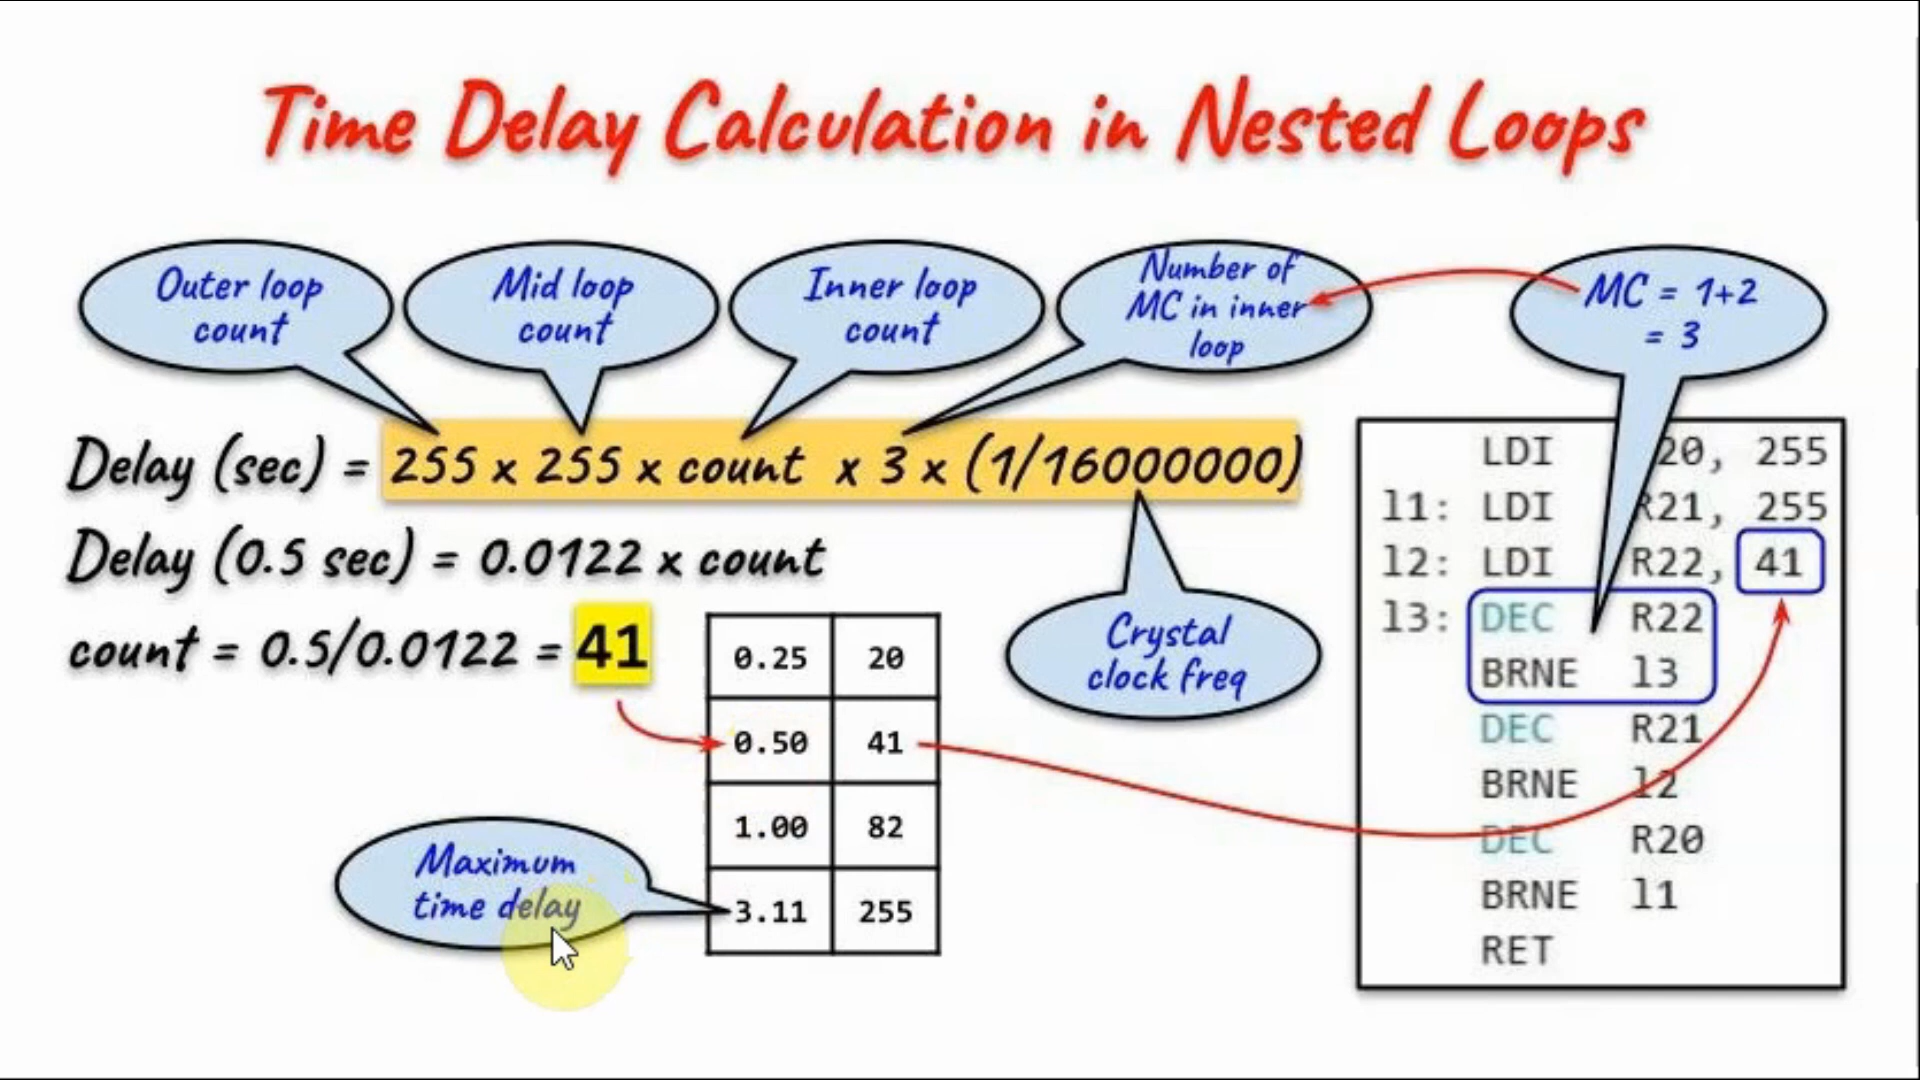 Time Delay Calculation in Nested Loops
Outer loop
count
Mid loop
count
Inner loop
count
Number of
MC in inner
loop
MC = 1+2
= 3
Delay (sec) = 255 x 255 x count x 3 x (1/16000000)
Delay (0.5 sec) = 0.0122 x count
count = 0.5/0.0122 = 41
Crystal
clock freq
0.25 20
0.50 41
1.00 82
3.11 255
Maximum
time delay
LDI 20, 255
l1: LDI R21, 255
l2: LDI R22, 41
l3: DEC R22
BRNE l3
DEC R21
BRNE l2
DEC R20
BRNE l1
RET